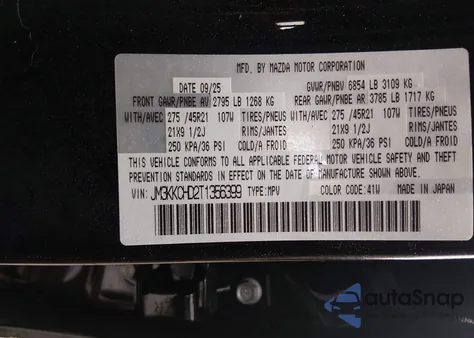 MFD. BY MAZDA MOTOR CORPORATION
DATE 09/25 GVWR/PNBV 6854 LB 3109 KG
FRONT GAWR/PNBE AV 2795 LB 1268 KG REAR GAWR/PNBE AR 3785 LB 1717 KG
WITH/AVEC 275 /45R21 107W TIRES/PNEUS WITH/AVEC 275 /45R21 107W TIRES/PNEUS
21X9 1/2J RIMS/JANTES 21X9 1/2J RIMS/JANTES
250 KPA/36 PSI COLD/A FROID 250 KPA/36 PSI COLD/A FROID
THIS VEHICLE CONFORMS TO ALL APPLICABLE FEDERAL MOTOR VEHICLE SAFETY AND THEFT
PREVENTION STANDARDS IN EFFECT ON THE DATE OF MANUFACTURE SHOWN ABOVE.
VIN: JM3KKCHD2T1356399 TYPE: MPV COLOR CODE: 41W MADE IN JAPAN
autoSnap